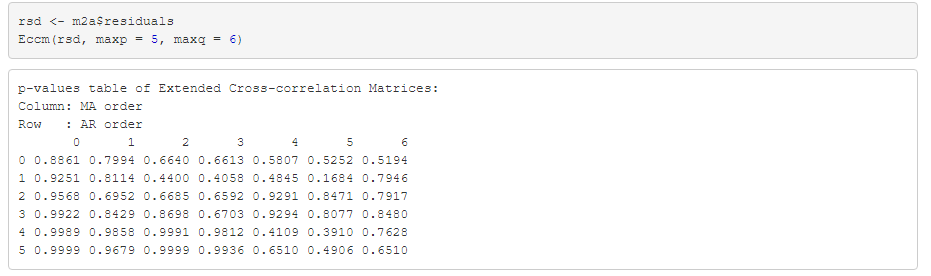 rsd <- m2a$residuals
Eccm(rsd, maxp = 5, maxq = 6)
p-values table of Extended Cross-correlation Matrices:
Column: MA order
Row   : AR order
       0      1      2      3      4      5      6
0 0.8861 0.7994 0.6640 0.6613 0.5807 0.5252 0.5194
1 0.9251 0.8114 0.4400 0.4058 0.4845 0.1684 0.7946
2 0.9568 0.6952 0.6685 0.6592 0.9291 0.8471 0.7917
3 0.9922 0.8429 0.8698 0.6703 0.9294 0.8077 0.8480
4 0.9989 0.9858 0.9991 0.9812 0.4109 0.3910 0.7628
5 0.9999 0.9679 0.9999 0.9936 0.6510 0.4906 0.6510